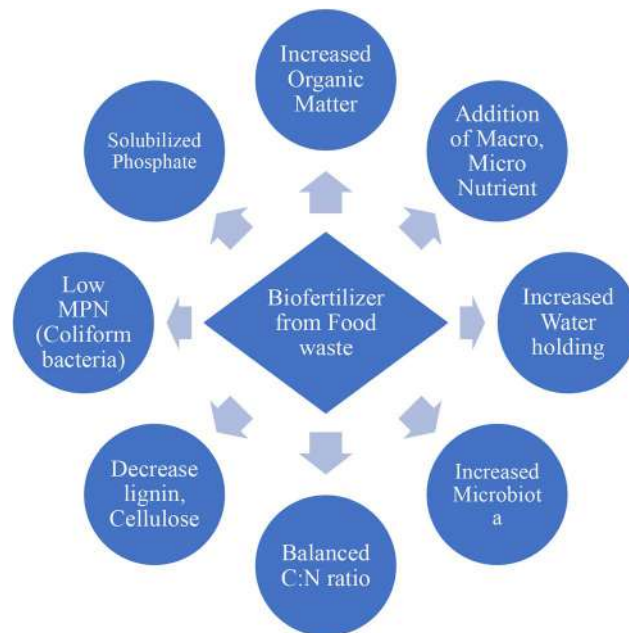 Increased
Organic
Matter
Addition
of Macro,
Micro
Nutrient
Increased
Water
holding
Increased
Microbiot
a
Balanced
C:N ratio
Decrease
lignin,
Cellulose
Low
MPN
(Coliform
bacteria)
Solubilized
Phosphate
Biofertilizer
from Food
waste